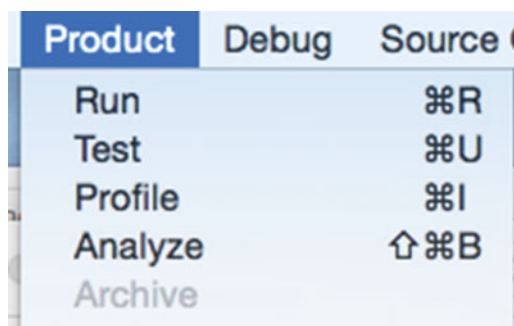 Product Debug Source
Run ⌘R
Test ⌘U
Profile ⌘I
Analyze ⇧⌘B
Archive